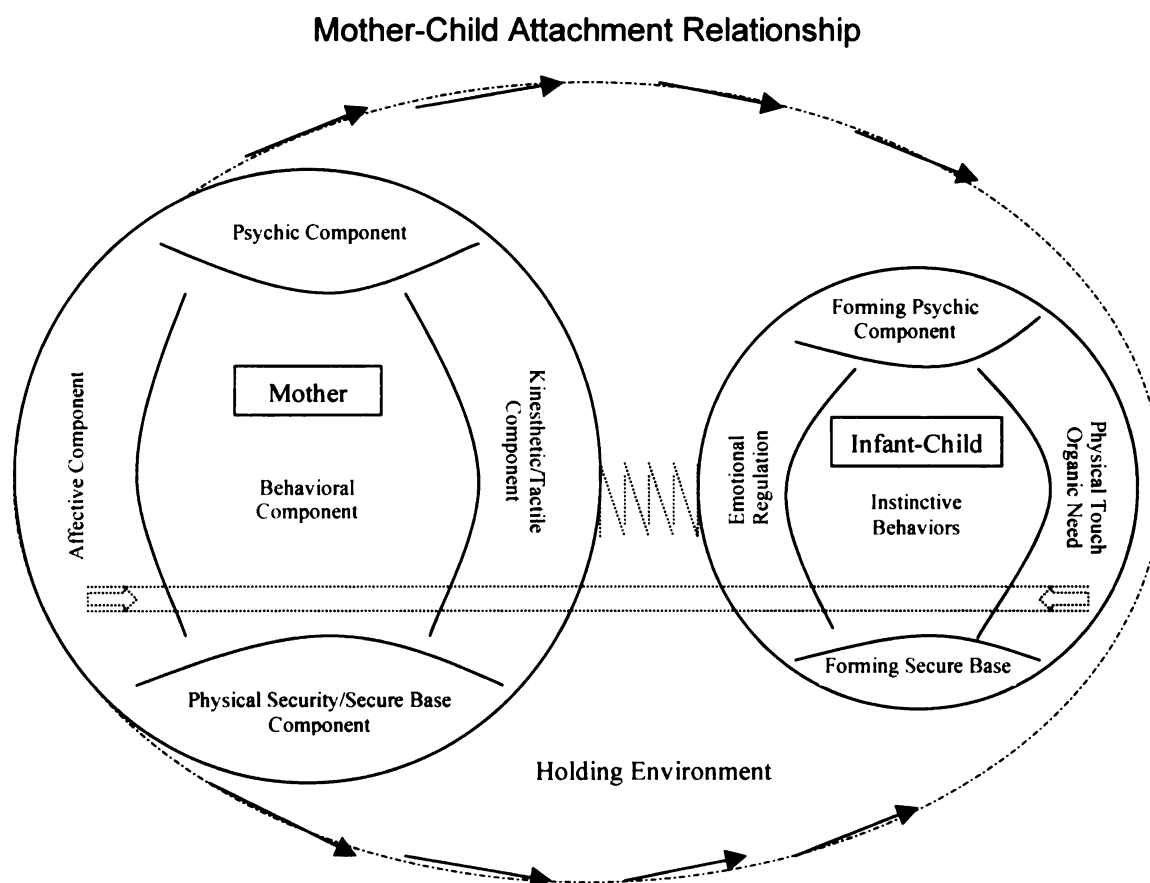 Mother-Child Attachment Relationship
Psychic Component
Mother
Affective Component
Kinesthetic/Tactile
Component
Behavioral
Component
Physical Security/Secure Base
Component
Forming Psychic
Component
Infant-Child
Emotional
Regulation
Instinctive
Behaviors
Physical Touch
Organic Need
Forming Secure Base
Holding Environment